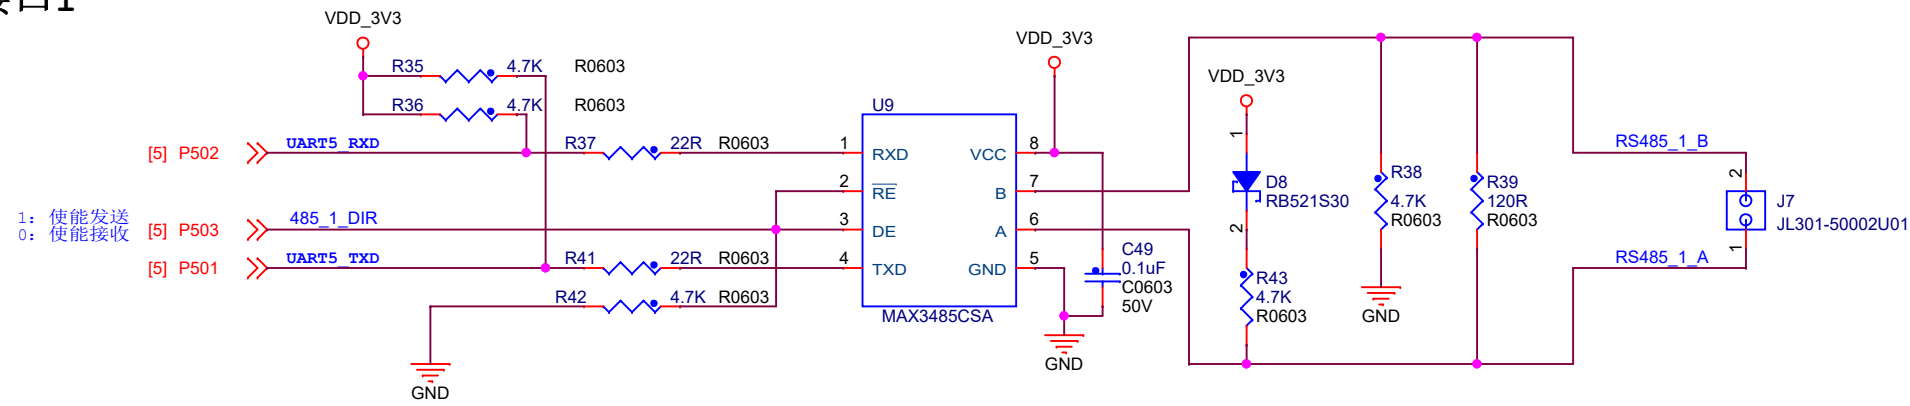 接口1
VDD_3V3
R35 4.7K R0603
R36 4.7K R0603
[5] P502 UART5_RXD
R37 22R R0603
1: 使能发送
0: 使能接收
[5] P503 485_1_DIR
[5] P501 UART5_TXD
R41 22R R0603
R42 4.7K R0603
GND
U9
1 RXD VCC 8
2 RE B 7
3 DE A 6
4 TXD GND 5
MAX3485CSA
VDD_3V3
C49
0.1uF
C0603
50V
GND
VDD_3V3
1
D8
RB521S30
2
R43
4.7K
R0603
R38
4.7K
R0603
GND
R39
120R
R0603
RS485_1_B
2
J7
JL301-50002U01
1
RS485_1_A